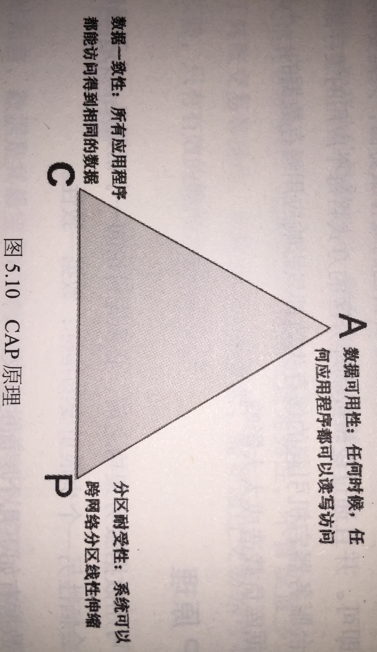 A
数据可用性：任何时候，任
何应用程序都可以读写访问
数据一致性：所有应用程序
都能访问得到相同的数据
C
分区耐受性：系统可以
跨网络分区线性伸缩
P
图 5.10 CAP 原理